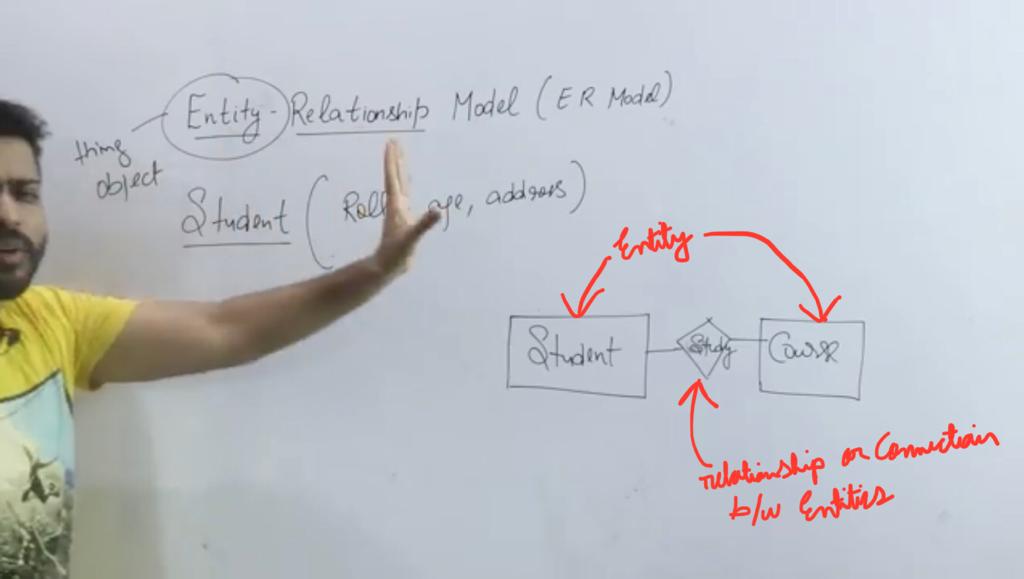 Entity-Relationship Model (ER Model)
thing
object
Student (Roll age, address)
Entity
Student
Study
Course
relationship or Connection
b/w Entities